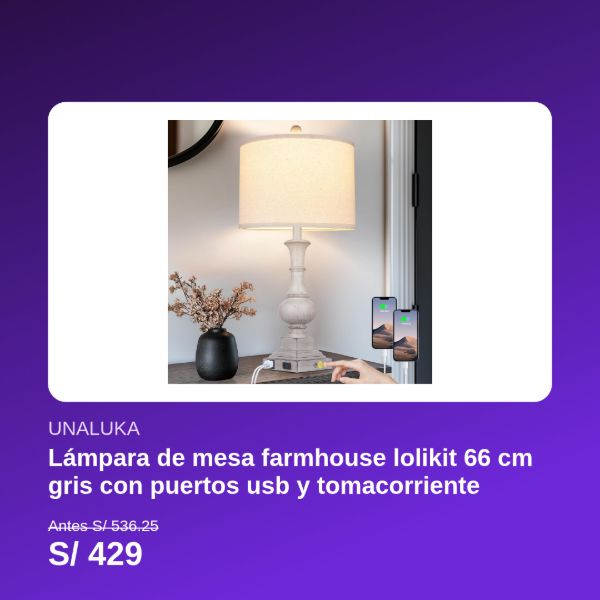 UNALUKA
Lámpara de mesa farmhouse lolikit 66 cm
gris con puertos usb y tomacorriente
Antes S/ 536.25
S/ 429